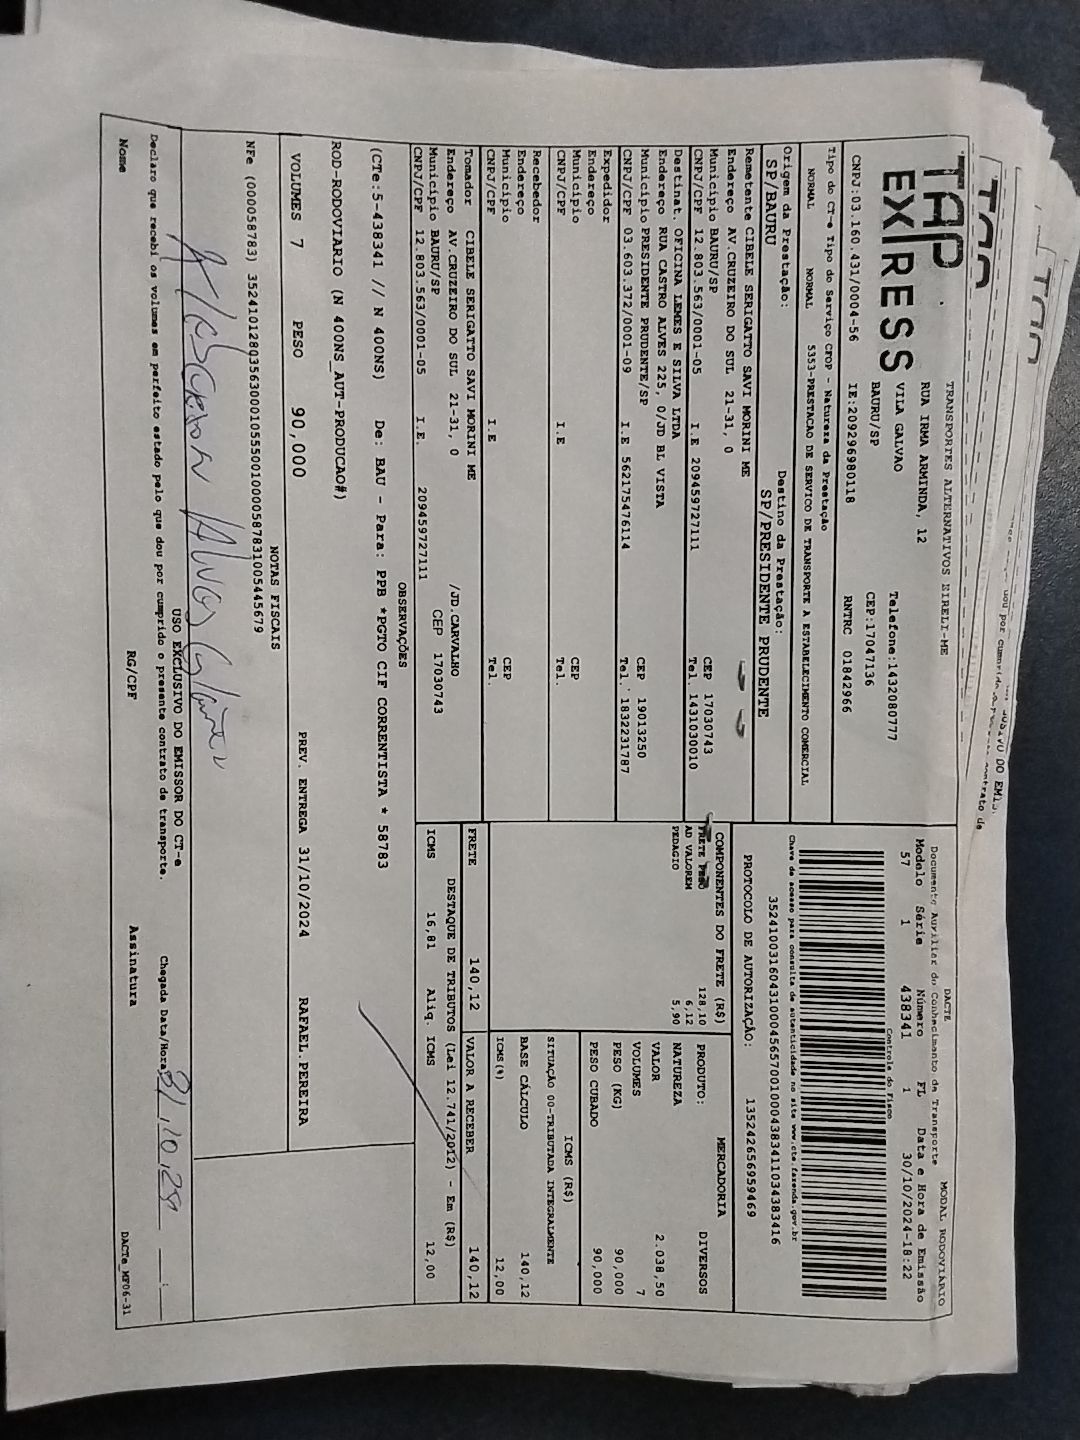 TAP
EXPRESS
TRANSPORTES ALTERNATIVOS EIRELI-ME
RUA IRMA ARMINDA, 12
VILA GALVAO
BAURU/SP
Telefone:1432080777
CEP:17047136
CNPJ:03.160.431/0004-56 IE:209296980118 RNTRC 01842966
DACTE MODAL RODOVIÁRIO
Documento Auxiliar do Conhecimento de Transporte
Modelo Série Número FL Data e Hora de Emissão
57 1 438341 1 30/10/2024-18:22
Controle do Fisco
Tipo do CT-e Tipo do Serviço CFOP - Natureza da Prestação
NORMAL NORMAL 5353-PRESTACAO DE SERVICO DE TRANSPORTE A ESTABELECIMENTO COMERCIAL
Chave de acesso para consulta de autenticidade no site www.cte.fazenda.gov.br
PROTOCOLO DE AUTORIZAÇÃO: 135242656959469
Origem da Prestação: Destino da Prestação:
SP/BAURU SP/PRESIDENTE PRUDENTE
Remetente CIBELE SERIGATTO SAVI MORINI ME
Endereço AV.CRUZEIRO DO SUL 21-31, 0
Município BAURU/SP CEP 17030743
CNPJ/CPF 12.803.563/0001-05 I.E 209459727111 Tel. 1431030010
Destinat. OFICINA LEMES E SILVA LTDA
Endereço RUA CASTRO ALVES 225, 0/JD BL VISTA
Município PRESIDENTE PRUDENTE/SP CEP 19013250
CNPJ/CPF 03.603.372/0001-09 I.E 562175476114 Tel. 1832231787
Expedidor
Endereço
Município CEP
CNPJ/CPF I.E Tel.
Recebedor
Endereço
Município CEP
CNPJ/CPF I.E Tel.
Tomador CIBELE SERIGATTO SAVI MORINI ME
Endereço AV.CRUZEIRO DO SUL 21-31, 0 /JD.CARVALHO
Município BAURU/SP CEP 17030743
CNPJ/CPF 12.803.563/0001-05 I.E. 209459727111
COMPONENTES DO FRETE (R$)
FRETE PESO 128,10
AD VALOREM 6,12
PEDAGIO 5,90
MERCADORIA
PRODUTO: DIVERSOS
NATUREZA
VALOR 2.038,50
VOLUMES 7
PESO (KG) 90,000
PESO CUBADO 90,000
ICMS (R$)
SITUAÇÃO 00-TRIBUTADA INTEGRALMENTE
BASE CÁLCULO 140,12
ICMS(%) 12,00
FRETE 140,12 VALOR A RECEBER 140,12
DESTAQUE DE TRIBUTOS (Lei 12.741/2012) - Em (R$)
ICMS 16,81 Aliq. ICMS 12,00
OBSERVAÇÕES
(CTe:5-438341 // N 400NS) De: BAU - Para: PPB *PGTO CIF CORRENTISTA * 58783
ROD-RODOVIARIO (N 400NS_AUT-PRODUCAO#)
VOLUMES 7 PESO 90,000 PREV. ENTREGA 31/10/2024 RAFAEL.PEREIRA
NOTAS FISCAIS
NFe (000058783) 35241012803563000105550010000587831005445679
USO EXCLUSIVO DO EMISSOR DO CT-e
Declaro que recebi os volumes em perfeito estado pelo que dou por cumprido o presente contrato de transporte. Chegada Data/Hora
Nome RG/CPF Assinatura
DACTe_MF06-31